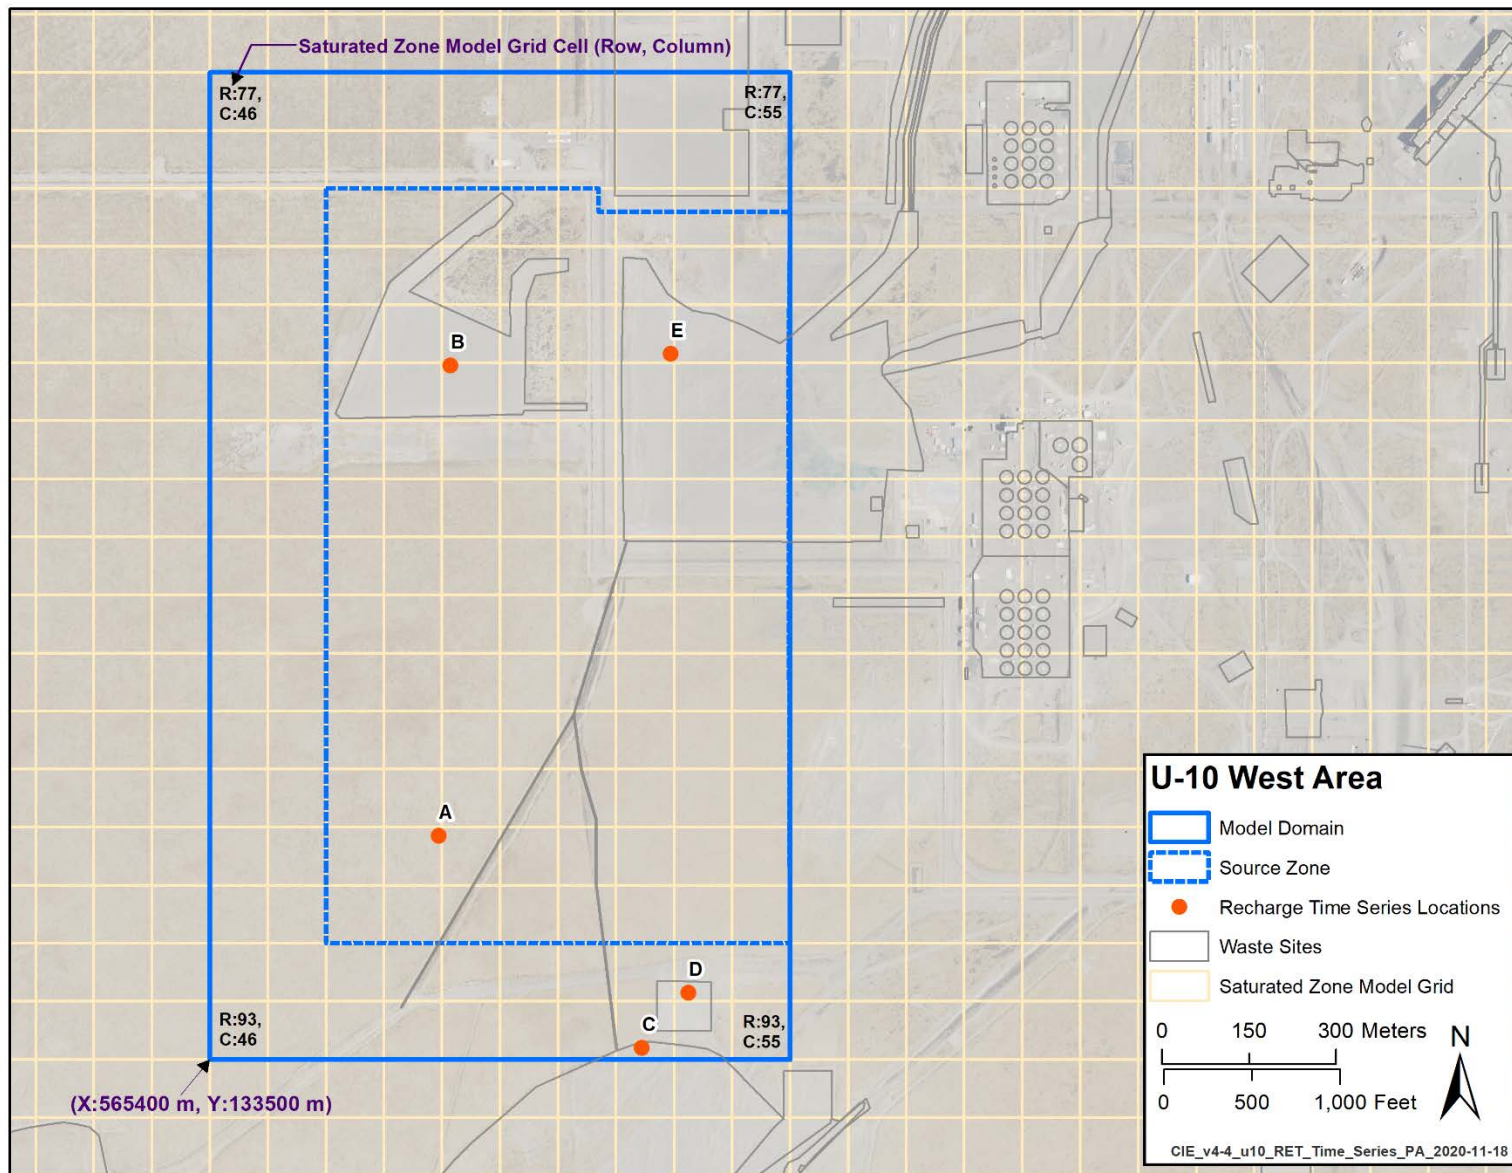 Saturated Zone Model Grid Cell (Row, Column)
R:77,
C:46
R:77,
C:55
B
E
A
D
C
R:93,
C:46
R:93,
C:55
(X:565400 m, Y:133500 m)
U-10 West Area
Model Domain
Source Zone
Recharge Time Series Locations
Waste Sites
Saturated Zone Model Grid
0 150 300 Meters
N
0 500 1,000 Feet
CIE_v4-4_u10_RET_Time_Series_PA_2020-11-18